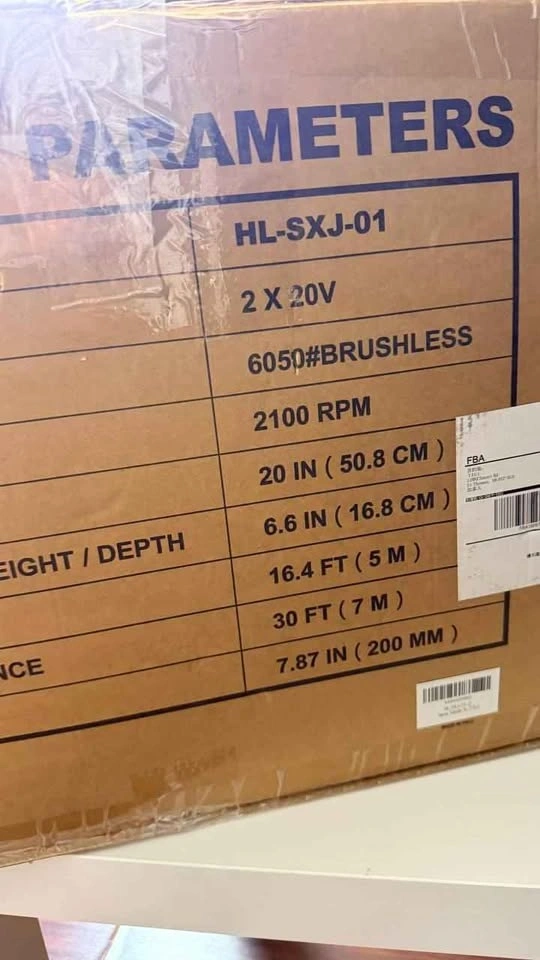 PARAMETERS
HL-SXJ-01
2 X 20V
6050#BRUSHLESS
2100 RPM
20 IN ( 50.8 CM )
6.6 IN ( 16.8 CM )
EIGHT / DEPTH
16.4 FT ( 5 M )
30 FT ( 7 M )
NCE
7.87 IN ( 200 MM )
FBA